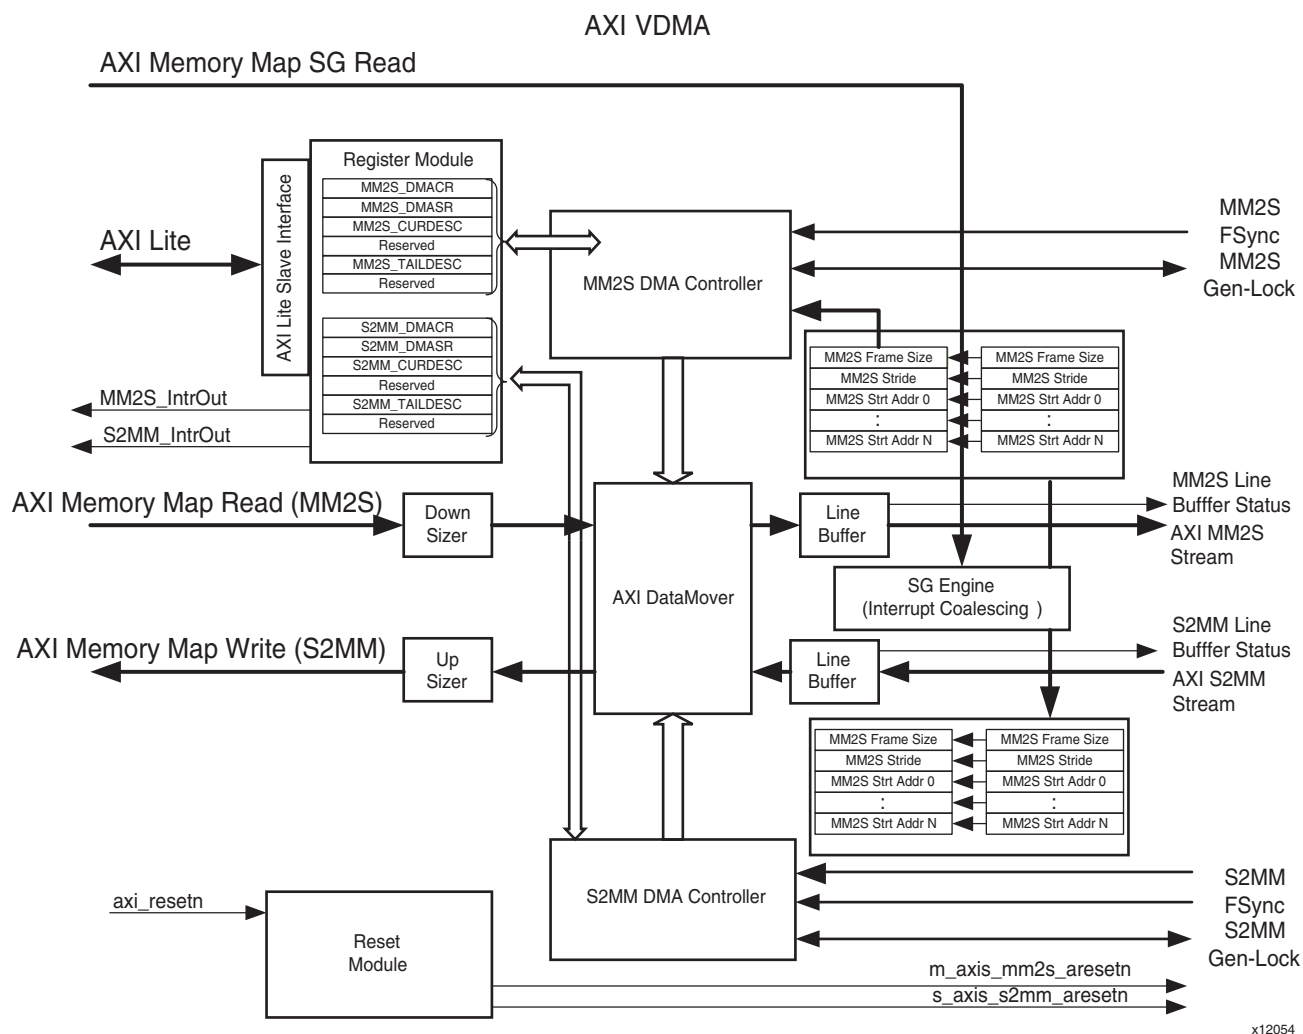 AXI VDMA
AXI Memory Map SG Read
Register Module
MM2S_DMACR
MM2S_DMASR
MM2S_CURDESC
Reserved
MM2S_TAILDESC
Reserved
S2MM_DMACR
S2MM_DMASR
S2MM_CURDESC
Reserved
S2MM_TAILDESC
Reserved
AXI Lite Slave Interface
AXI Lite
MM2S_IntrOut
S2MM_IntrOut
MM2S DMA Controller
MM2S
FSync
MM2S
Gen-Lock
MM2S Frame Size
MM2S Stride
MM2S Strt Addr 0
:
MM2S Strt Addr N
MM2S Frame Size
MM2S Stride
MM2S Strt Addr 0
:
MM2S Strt Addr N
AXI Memory Map Read (MM2S)
Down
Sizer
AXI DataMover
Line
Buffer
MM2S Line
Bufffer Status
AXI MM2S
Stream
SG Engine
(Interrupt Coalescing )
AXI Memory Map Write (S2MM)
Up
Sizer
Line
Buffer
S2MM Line
Bufffer Status
AXI S2MM
Stream
MM2S Frame Size
MM2S Stride
MM2S Strt Addr 0
:
MM2S Strt Addr N
MM2S Frame Size
MM2S Stride
MM2S Strt Addr 0
:
MM2S Strt Addr N
S2MM DMA Controller
S2MM
FSync
S2MM
Gen-Lock
axi_resetn
Reset
Module
m_axis_mm2s_aresetn
s_axis_s2mm_aresetn
x12054